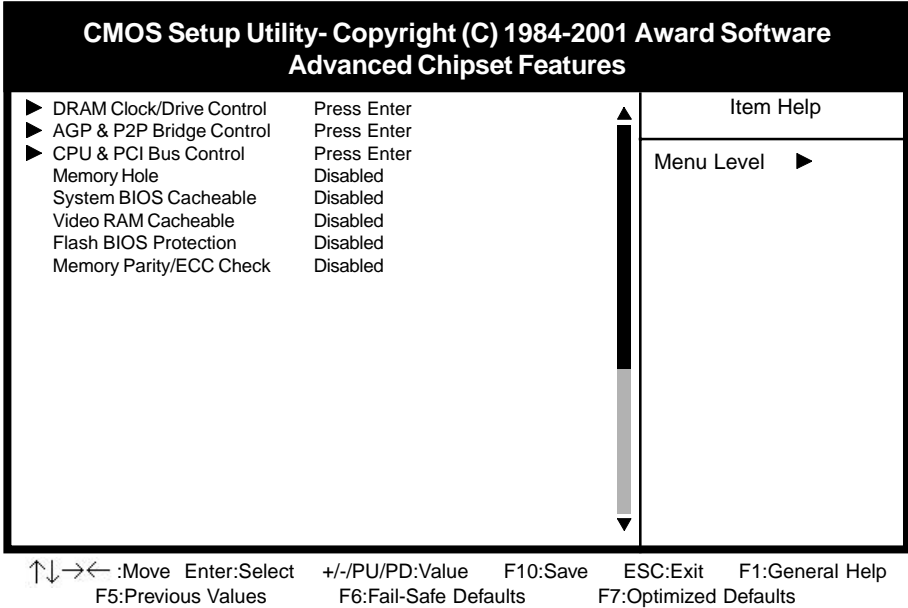 CMOS Setup Utility- Copyright (C) 1984-2001 Award Software
Advanced Chipset Features
▶ DRAM Clock/Drive Control Press Enter
▶ AGP & P2P Bridge Control Press Enter
▶ CPU & PCI Bus Control Press Enter
Memory Hole Disabled
System BIOS Cacheable Disabled
Video RAM Cacheable Disabled
Flash BIOS Protection Disabled
Memory Parity/ECC Check Disabled
Item Help
Menu Level ▶
↑↓→← :Move Enter:Select +/-/PU/PD:Value F10:Save ESC:Exit F1:General Help
F5:Previous Values F6:Fail-Safe Defaults F7:Optimized Defaults